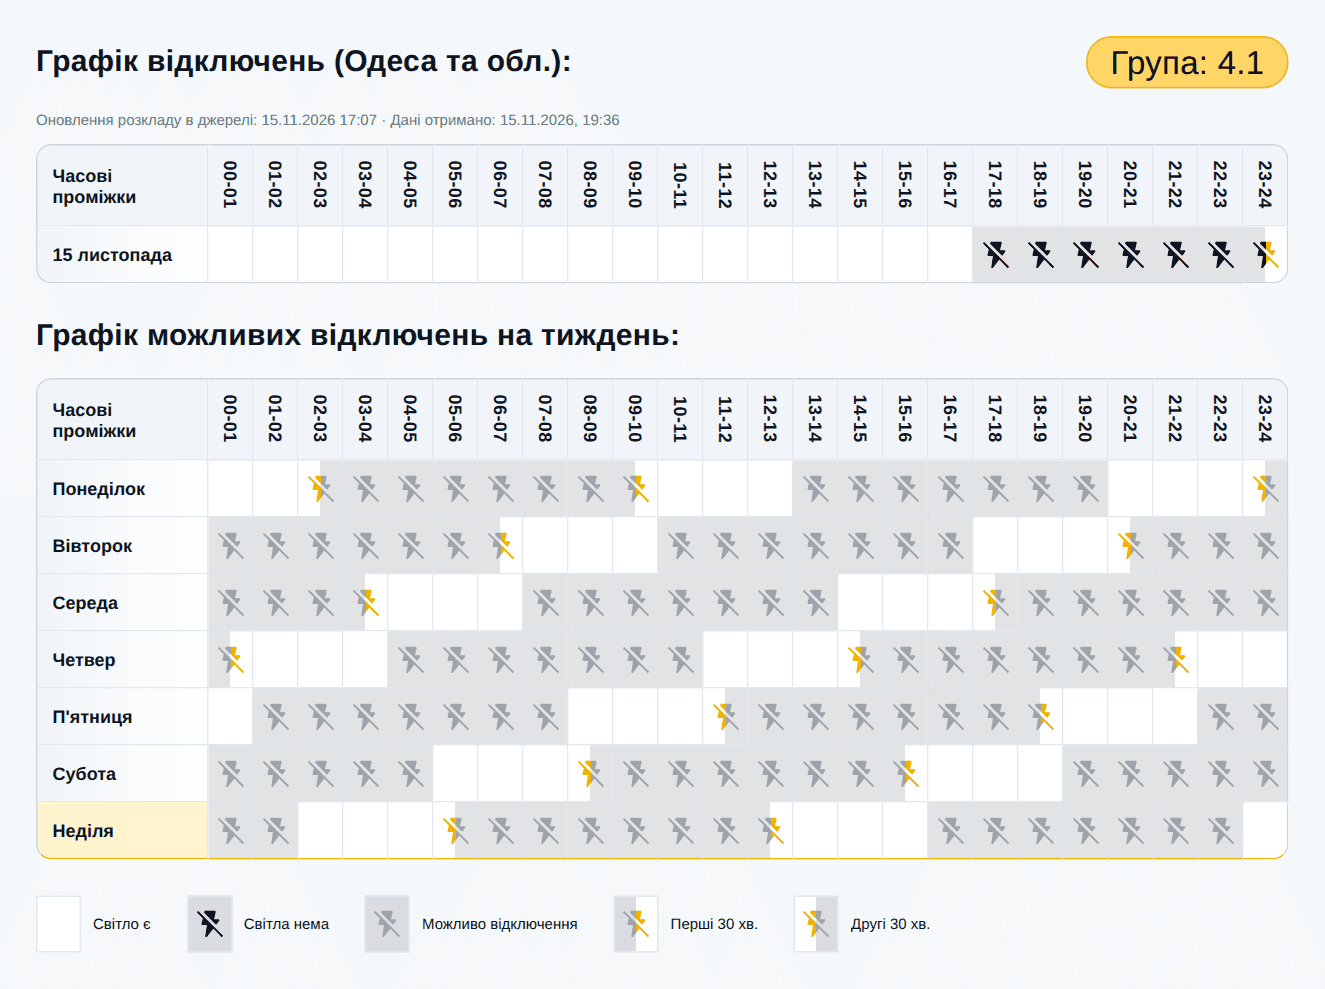 Графік відключень (Одеса та обл.):
Група: 4.1
Оновлення розкладу в джерелі: 15.11.2026 17:07 · Дані отримано: 15.11.2026, 19:36
Часові проміжки 00-01 01-02 02-03 03-04 04-05 05-06 06-07 07-08 08-09 09-10 10-11 11-12 12-13 13-14 14-15 15-16 16-17 17-18 18-19 19-20 20-21 21-22 22-23 23-24
15 листопада
Графік можливих відключень на тиждень:
Часові проміжки 00-01 01-02 02-03 03-04 04-05 05-06 06-07 07-08 08-09 09-10 10-11 11-12 12-13 13-14 14-15 15-16 16-17 17-18 18-19 19-20 20-21 21-22 22-23 23-24
Понеділок
Вівторок
Середа
Четвер
П'ятниця
Субота
Неділя
Світло є Світла нема Можливо відключення Перші 30 хв. Другі 30 хв.